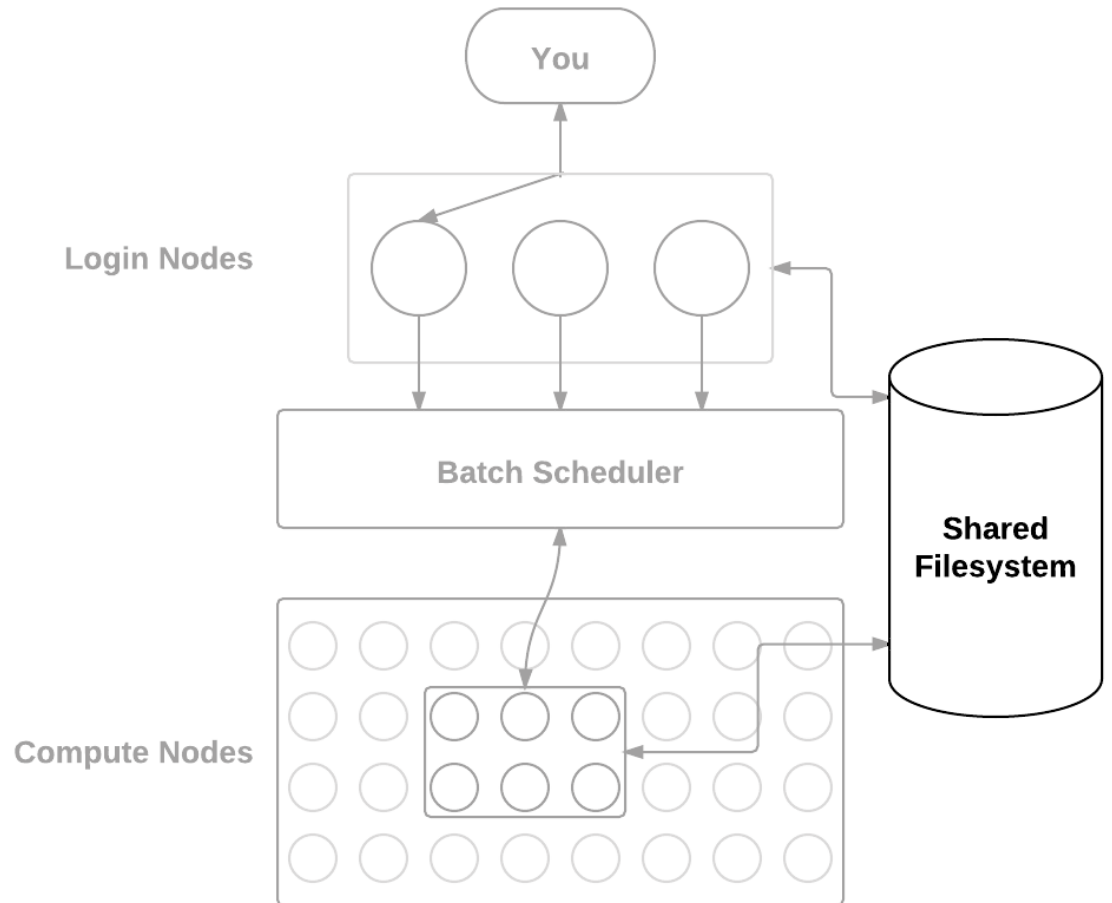 You
Login Nodes
Batch Scheduler
Shared
Filesystem
Compute Nodes